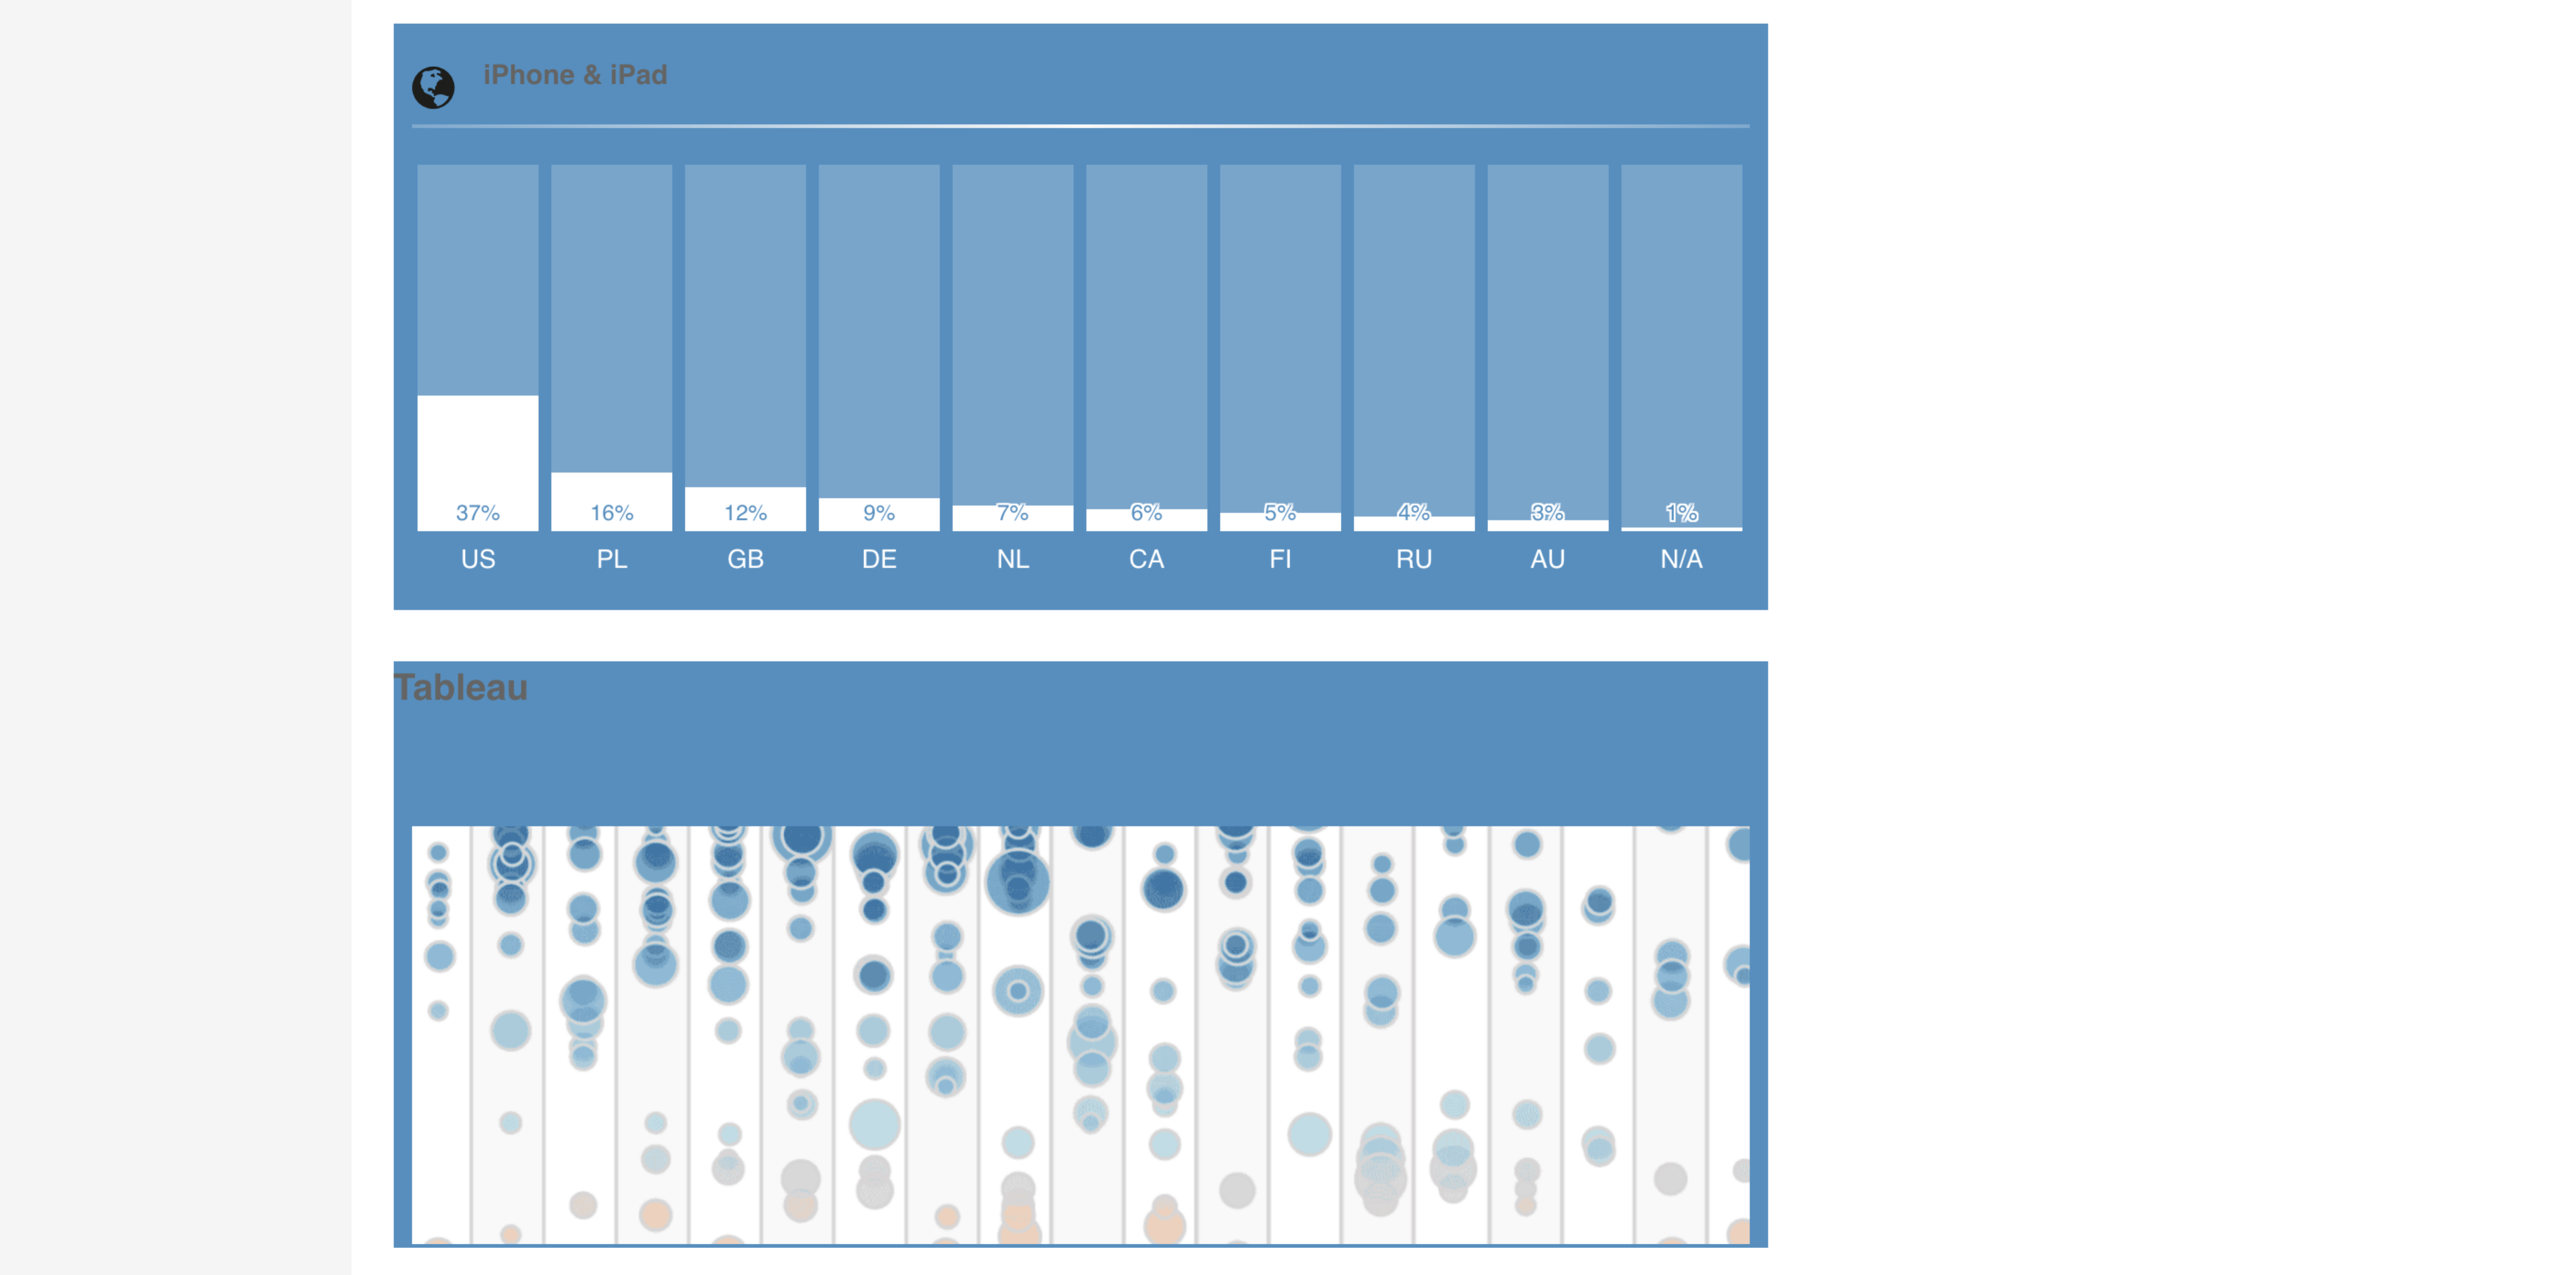 iPhone & iPad
37% 16% 12% 9% 7% 6% 5% 4% 3% 1%
US PL GB DE NL CA FI RU AU N/A
Tableau